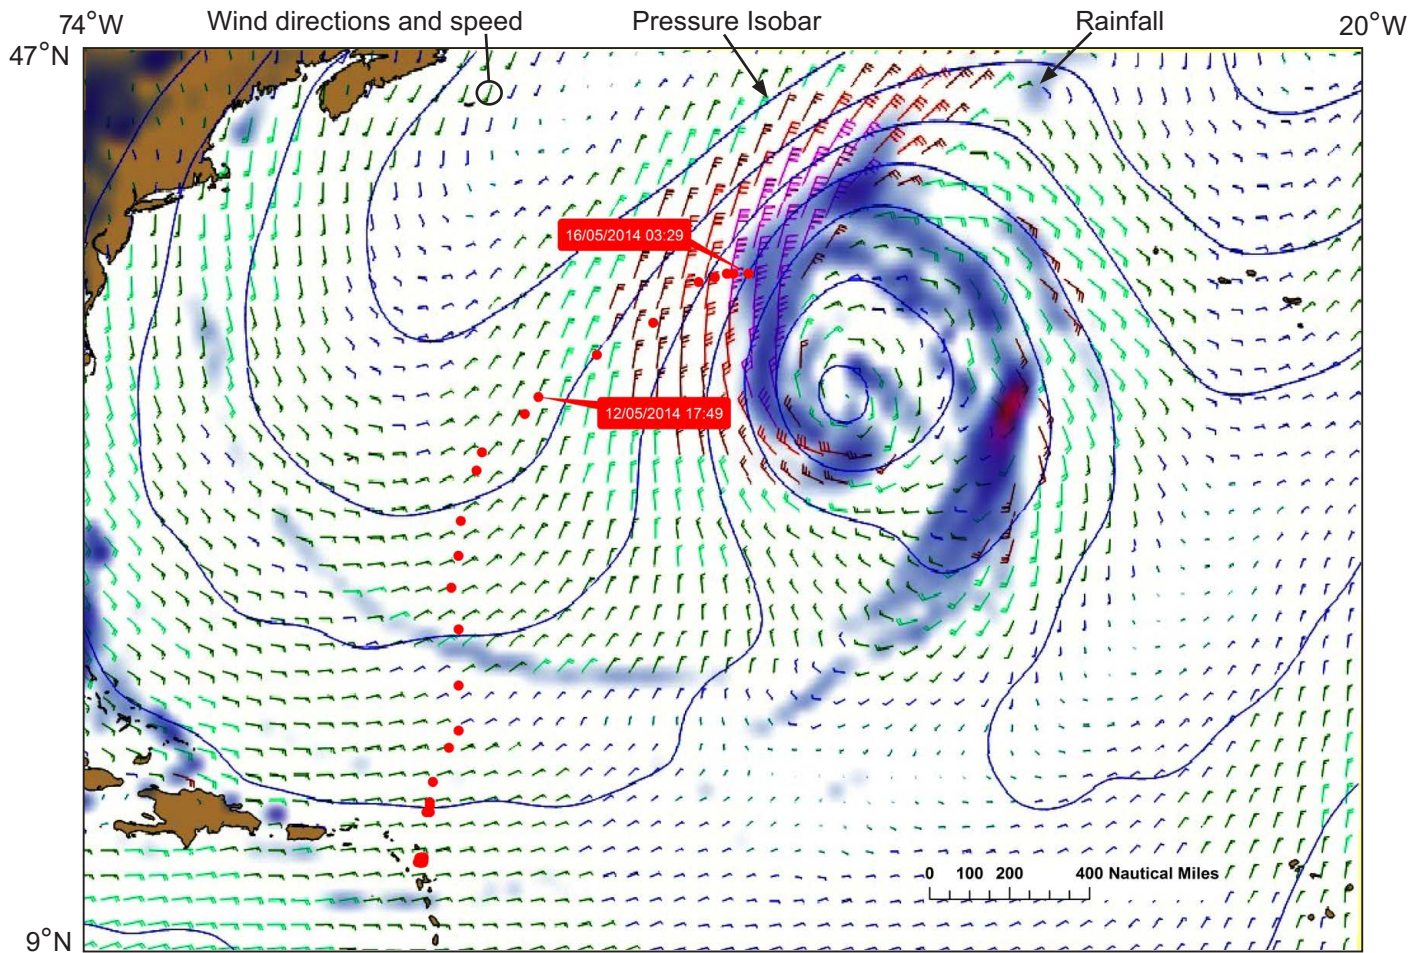 Wind directions and speed
Pressure Isobar
Rainfall
74°W
20°W
47°N
16/05/2014 03:29
12/05/2014 17:49
0 100 200 400 Nautical Miles
9°N